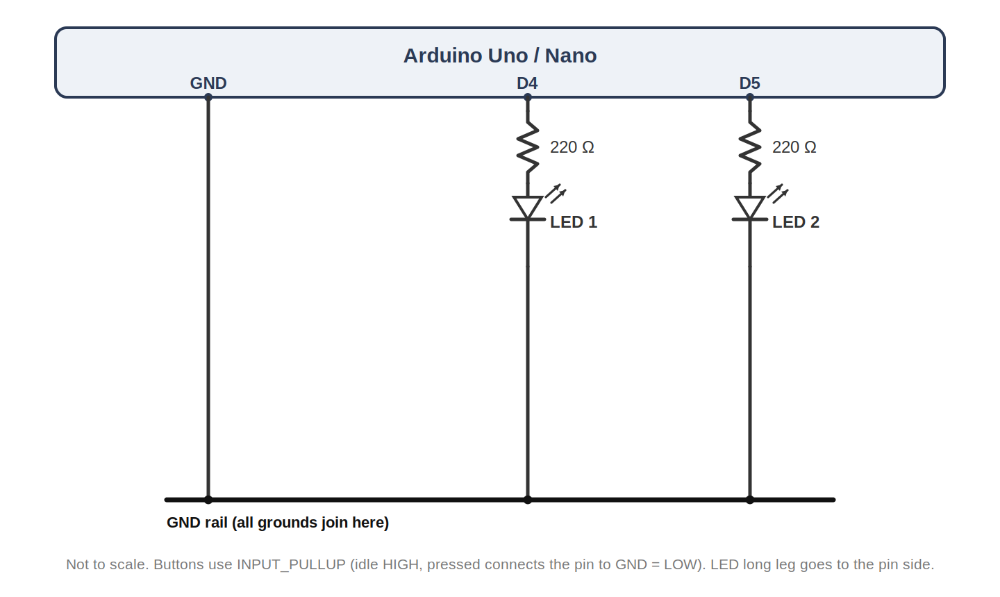 Arduino Uno / Nano
GND D4 D5
220 Ω 220 Ω
LED 1 LED 2
GND rail (all grounds join here)
Not to scale. Buttons use INPUT_PULLUP (idle HIGH, pressed connects the pin to GND = LOW). LED long leg goes to the pin side.